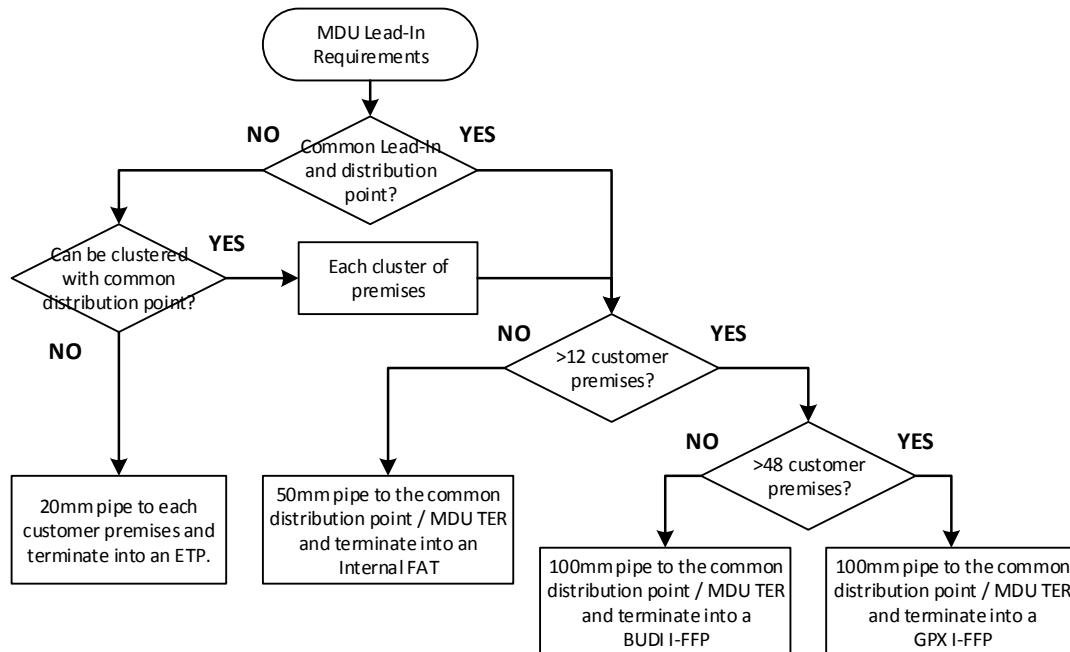 MDU Lead-In
Requirements
NO
YES
Common Lead-In
and distribution
point?
Can be clustered
with common
distribution point?
YES
Each cluster of
premises
NO
NO
YES
>12 customer
premises?
NO
YES
>48 customer
premises?
20mm pipe to each
customer premises and
terminate into an ETP.
50mm pipe to the common
distribution point / MDU TER
and terminate into an
Internal FAT
100mm pipe to the common
distribution point / MDU TER
and terminate into a
BUDI I-FFP
100mm pipe to the common
distribution point / MDU TER
and terminate into a
GPX I-FFP